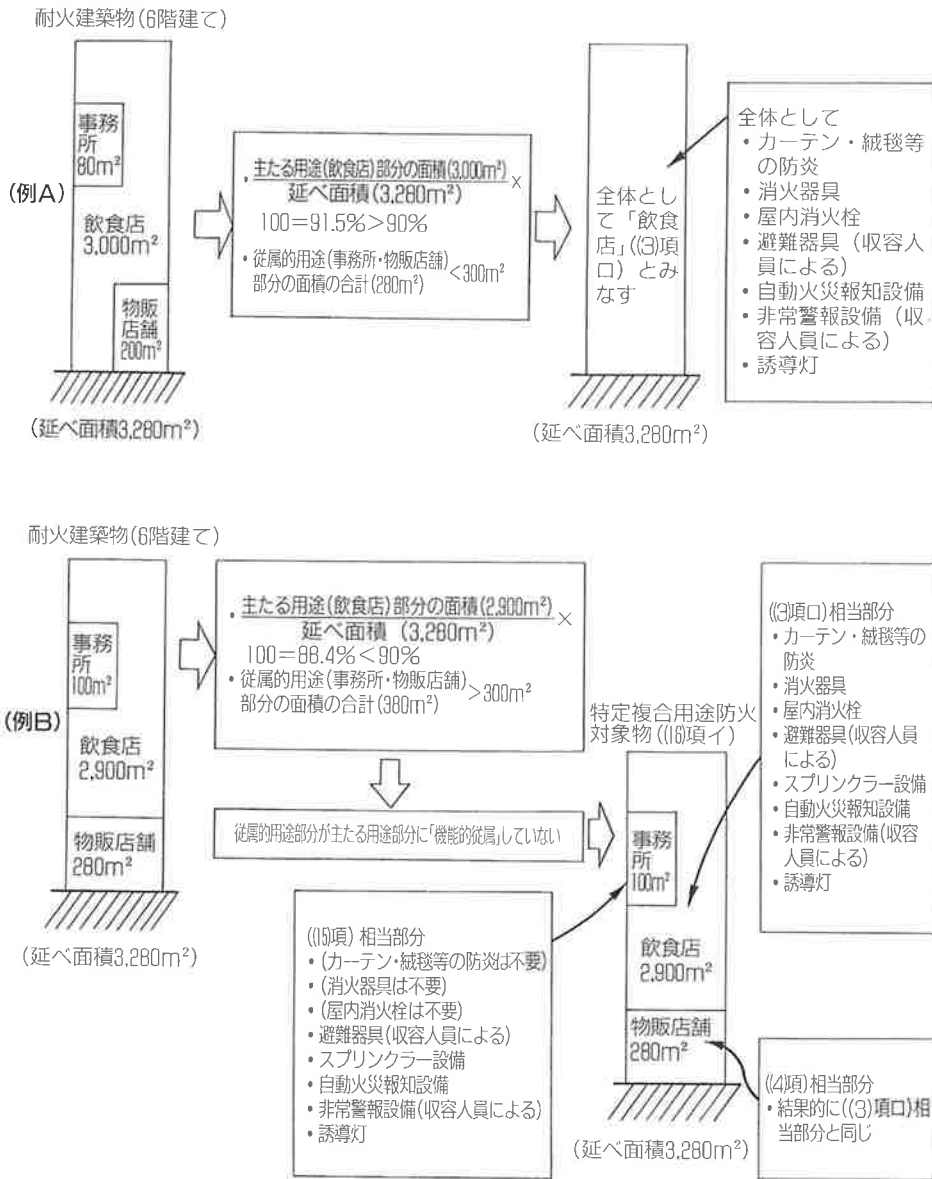 耐火建築物(6階建て)
事務
所
80m²
(例A)
飲食店
3,000m²
物販
店舗
200m²
(延べ面積3,280m²)
・主たる用途(飲食店)部分の面積(3,000m²)
延べ面積(3,280m²)
×
100=91.5%>90%
・従属的用途(事務所・物販店舗)
部分の面積の合計(280m²)
<300m²
全体とし
て「飲食
店」((3)項
ロ)とみ
なす
(延べ面積3,280m²)
全体として
・カーテン・絨毯等
の防炎
・消火器具
・屋内消火栓
・避難器具(収容人
員による)
・自動火災報知設備
・非常警報設備(収
容人員による)
・誘導灯
耐火建築物(6階建て)
事務
所
100m²
(例B)
飲食店
2,900m²
物販店舗
280m²
(延べ面積3,280m²)
・主たる用途(飲食店)部分の面積(2,900m²)
延べ面積(3,280m²)
×
100=88.4%<90%
・従属的用途(事務所・物販店舗)
部分の面積の合計(380m²)
>300m²
従属的用途部分が主たる用途部分に「機能的従属」していない
特定複合用途防火
対象物((16)項イ)
事務
所
100m²
飲食店
2,900m²
物販店舗
280m²
(延べ面積3,280m²)
((3)項ロ)相当部分
・カーテン・絨毯等の
防炎
・消火器具
・屋内消火栓
・避難器具(収容人員
による)
・スプリンクラー設備
・自動火災報知設備
・非常警報設備(収容
人員による)
・誘導灯
((15)項)相当部分
・(カーテン・絨毯等の防炎は不要)
・(消火器具は不要)
・(屋内消火栓は不要)
・避難器具(収容人員による)
・スプリンクラー設備
・自動火災報知設備
・非常警報設備(収容人員による)
・誘導灯
((4)項)相当部分
・結果的に((3)項ロ)相
当部分と同じ